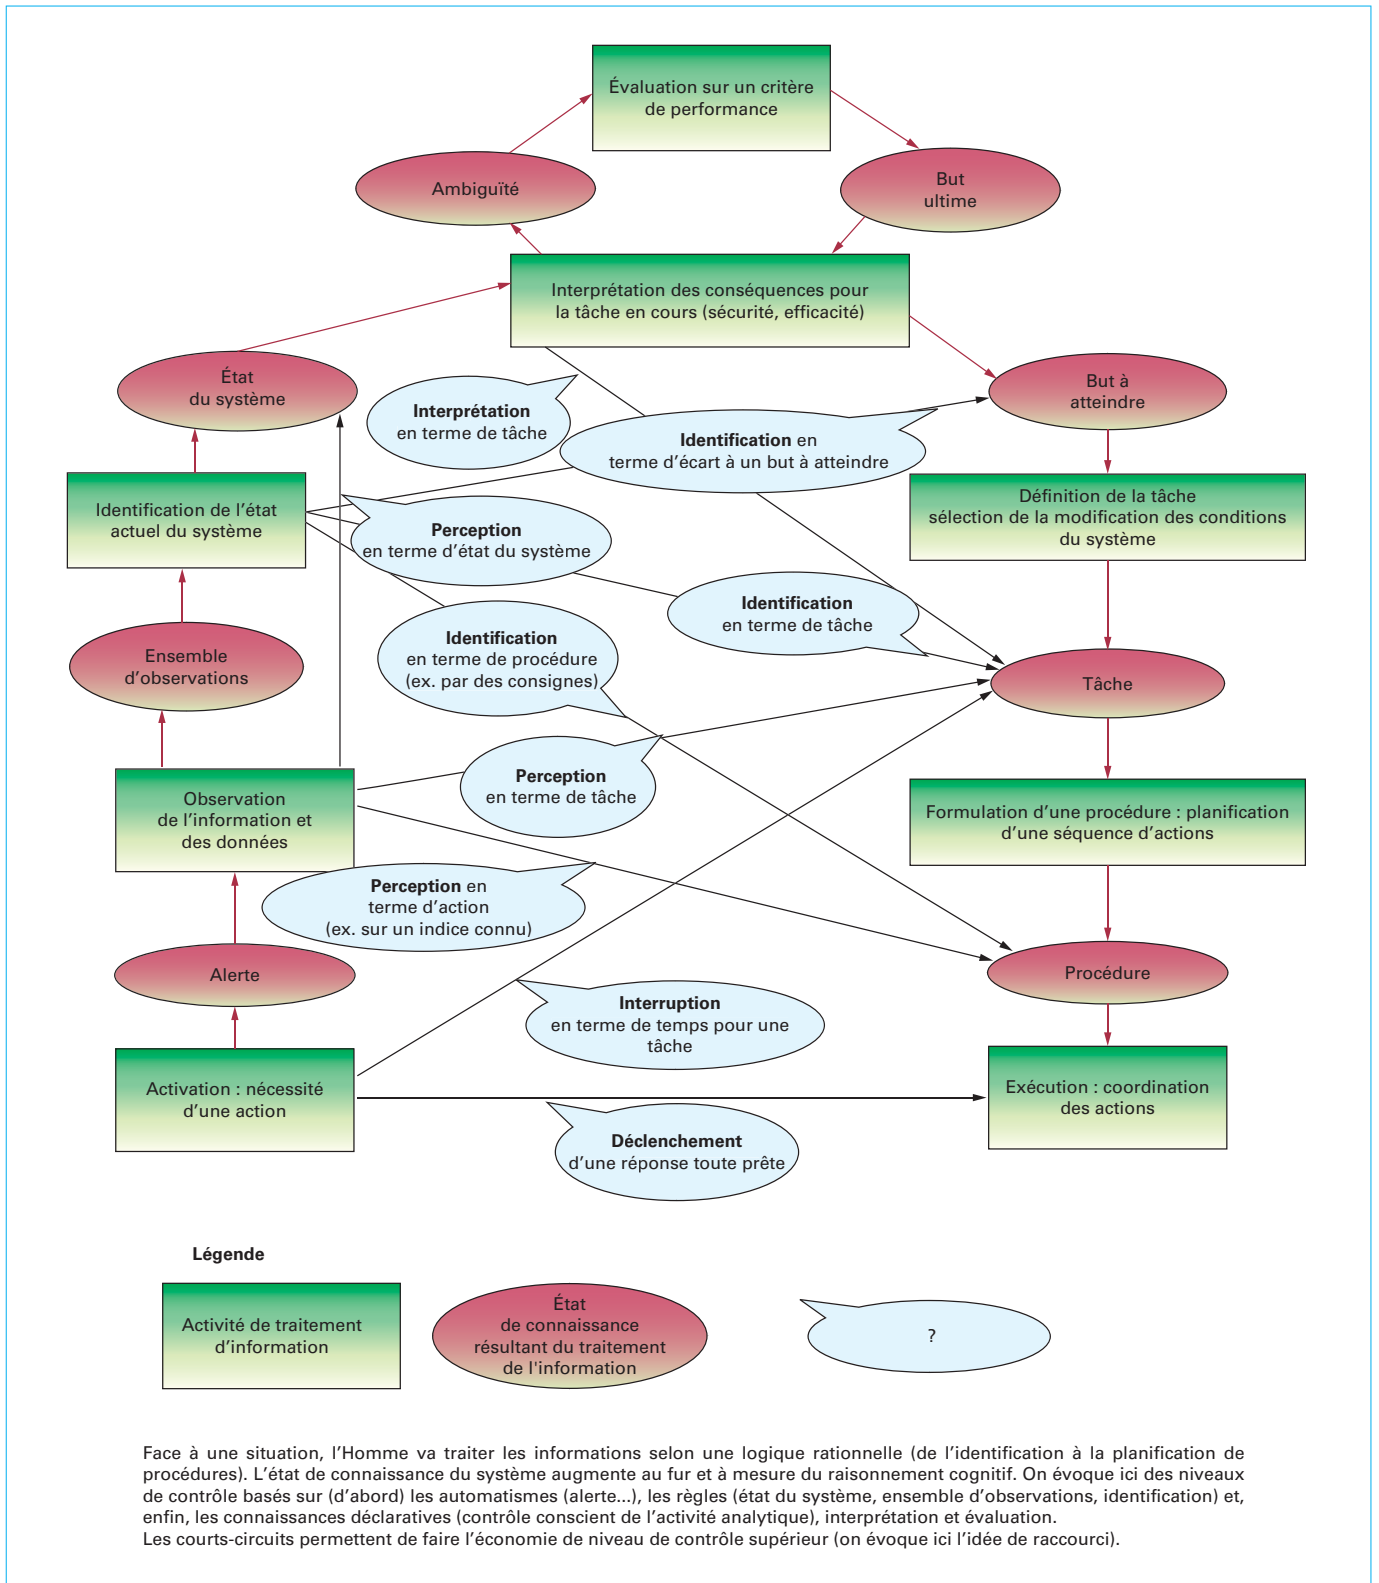 Évaluation sur un critère
de performance
Ambiguïté
But
ultime
Interprétation des conséquences pour
la tâche en cours (sécurité, efficacité)
État
du système
Interprétation
en terme de tâche
But à
atteindre
Identification en
terme d'écart à un but à atteindre
Identification de l'état
actuel du système
Définition de la tâche
sélection de la modification des conditions
du système
Perception
en terme d'état du système
Identification
en terme de tâche
Identification
en terme de procédure
(ex. par des consignes)
Ensemble
d'observations
Tâche
Perception
en terme de tâche
Observation
de l'information et
des données
Formulation d'une procédure : planification
d'une séquence d'actions
Perception en
terme d'action
(ex. sur un indice connu)
Alerte
Procédure
Interruption
en terme de temps pour une
tâche
Activation : nécessité
d'une action
Exécution : coordination
des actions
Déclenchement
d'une réponse toute prête
Légende
Activité de traitement
d'information
État
de connaissance
résultant du traitement
de l'information
?
Face à une situation, l'Homme va traiter les informations selon une logique rationnelle (de l'identification à la planification de
procédures). L'état de connaissance du système augmente au fur et à mesure du raisonnement cognitif. On évoque ici des niveaux
de contrôle basés sur (d'abord) les automatismes (alerte...), les règles (état du système, ensemble d'observations, identification) et,
enfin, les connaissances déclaratives (contrôle conscient de l'activité analytique), interprétation et évaluation.
Les courts-circuits permettent de faire l'économie de niveau de contrôle supérieur (on évoque ici l'idée de raccourci).